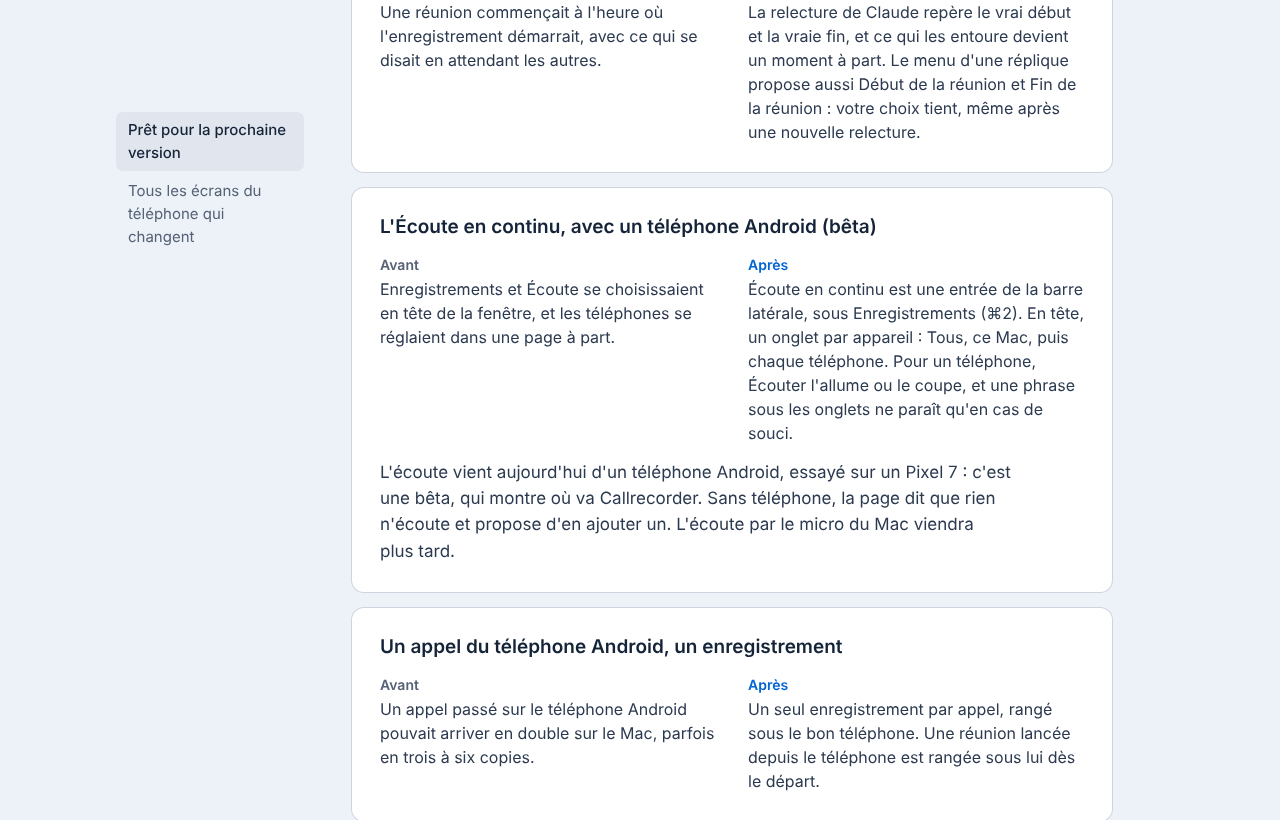 Une réunion commençait à l'heure où
l'enregistrement démarrait, avec ce qui se
disait en attendant les autres.
La relecture de Claude repère le vrai début
et la vraie fin, et ce qui les entoure devient
un moment à part. Le menu d'une réplique
propose aussi Début de la réunion et Fin de
la réunion : votre choix tient, même après
une nouvelle relecture.
Prêt pour la prochaine
version
Tous les écrans du
téléphone qui
changent
L'Écoute en continu, avec un téléphone Android (bêta)
Avant
Enregistrements et Écoute se choisissaient
en tête de la fenêtre, et les téléphones se
réglaient dans une page à part.
Après
Écoute en continu est une entrée de la barre
latérale, sous Enregistrements (⌘2). En tête,
un onglet par appareil : Tous, ce Mac, puis
chaque téléphone. Pour un téléphone,
Écouter l'allume ou le coupe, et une phrase
sous les onglets ne paraît qu'en cas de
souci.
L'écoute vient aujourd'hui d'un téléphone Android, essayé sur un Pixel 7 : c'est
une bêta, qui montre où va Callrecorder. Sans téléphone, la page dit que rien
n'écoute et propose d'en ajouter un. L'écoute par le micro du Mac viendra
plus tard.
Un appel du téléphone Android, un enregistrement
Avant
Un appel passé sur le téléphone Android
pouvait arriver en double sur le Mac, parfois
en trois à six copies.
Après
Un seul enregistrement par appel, rangé
sous le bon téléphone. Une réunion lancée
depuis le téléphone est rangée sous lui dès
le départ.